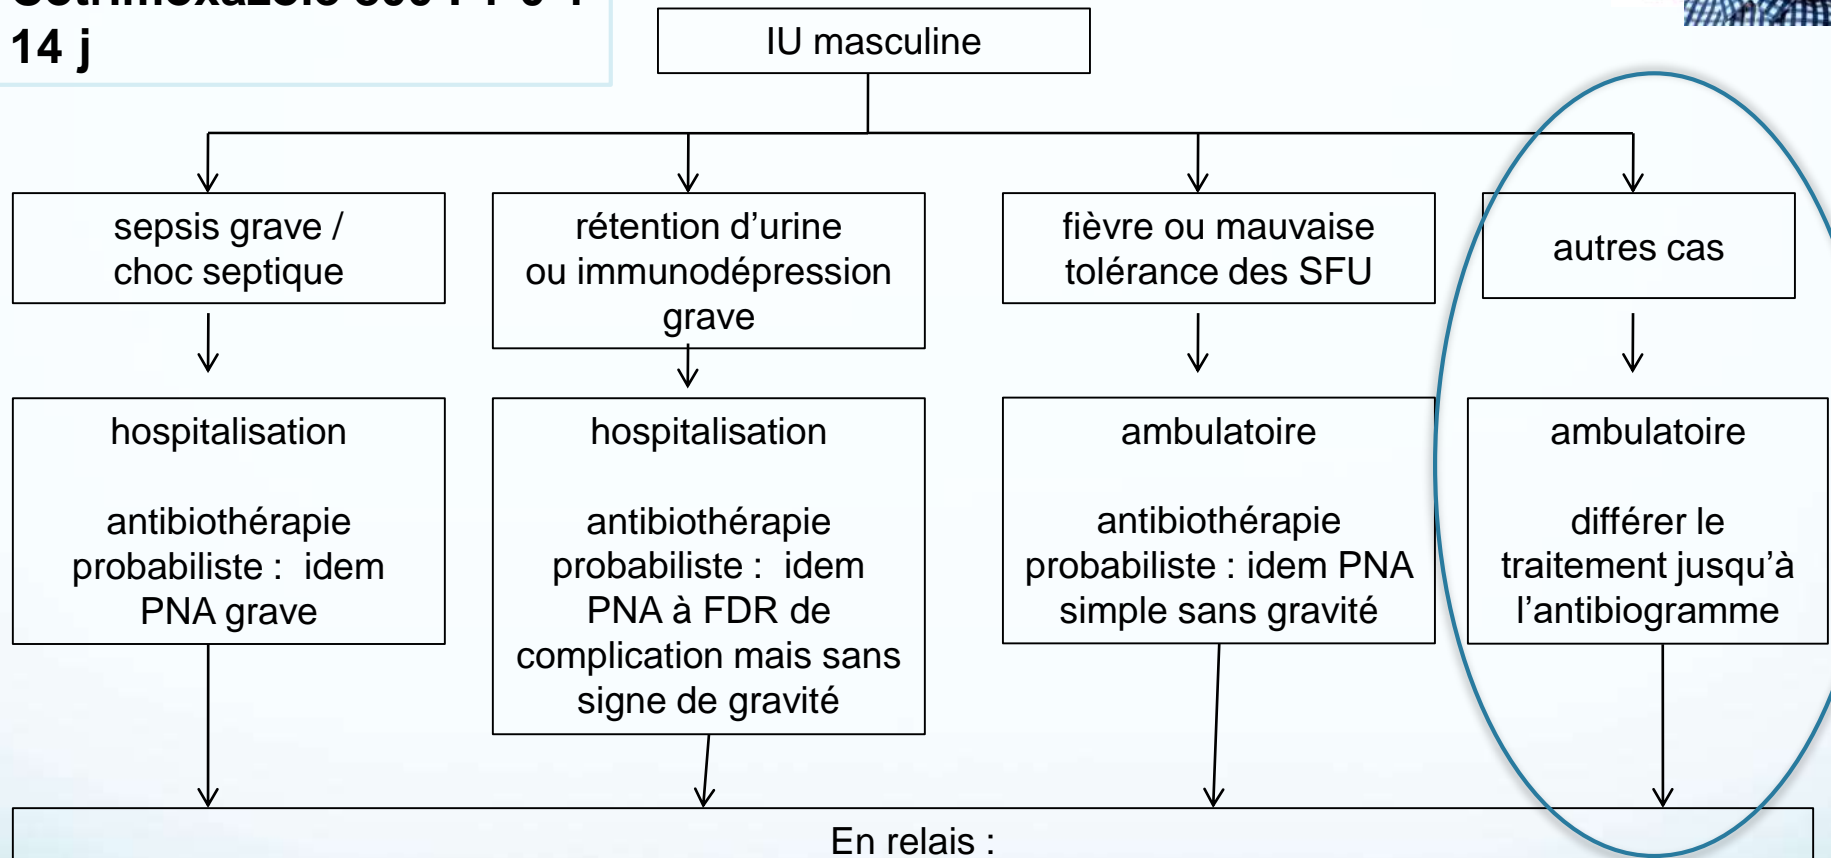 14 j
IU masculine
sepsis grave /
choc septique
rétention d’urine
ou immunodépression
grave
fièvre ou mauvaise
tolérance des SFU
autres cas
hospitalisation
antibiothérapie
probabiliste : idem
PNA grave
hospitalisation
antibiothérapie
probabiliste : idem
PNA à FDR de
complication mais sans
signe de gravité
ambulatoire
antibiothérapie
probabiliste : idem PNA
simple sans gravité
ambulatoire
différer le
traitement jusqu’à
l’antibiogramme
En relais :